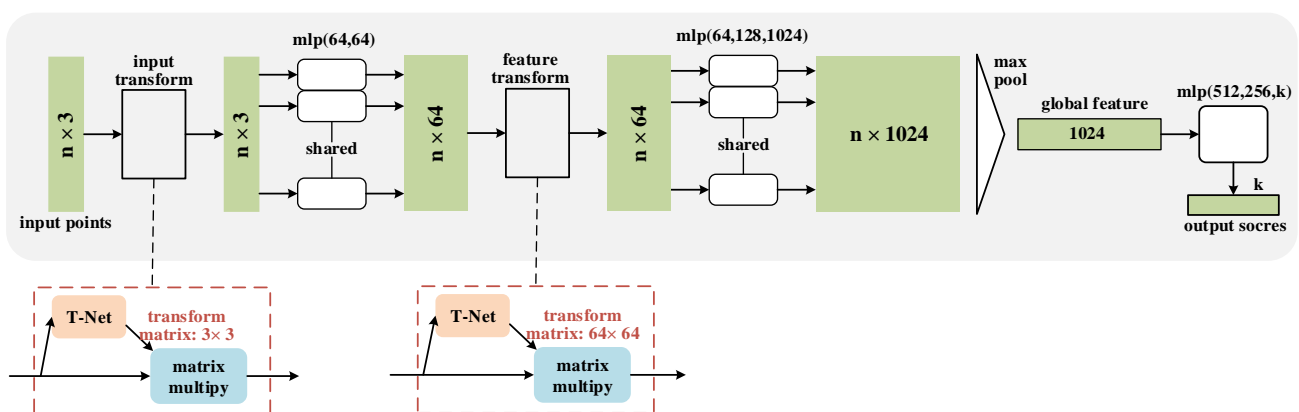 mlp(64,64)
mlp(64,128,1024)
input
transform
feature
transform
max
pool
mlp(512,256,k)
global feature
n × 3
n × 3
n × 64
n × 64
n × 1024
1024
shared
shared
k
input points
output socres
T-Net
transform
matrix: 3× 3
matrix
multipy
T-Net
transform
matrix: 64× 64
matrix
multipy